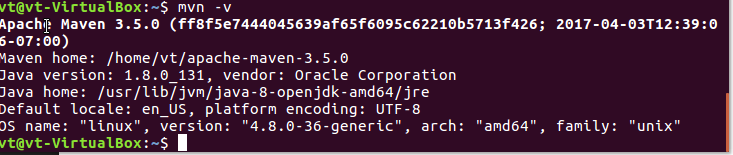 vt@vt-VirtualBox:~$ mvn -v
Apache Maven 3.5.0 (ff8f5e7444045639af65f6095c62210b5713f426; 2017-04-03T12:39:0
6-07:00)
Maven home: /home/vt/apache-maven-3.5.0
Java version: 1.8.0_131, vendor: Oracle Corporation
Java home: /usr/lib/jvm/java-8-openjdk-amd64/jre
Default locale: en_US, platform encoding: UTF-8
OS name: "linux", version: "4.8.0-36-generic", arch: "amd64", family: "unix"
vt@vt-VirtualBox:~$